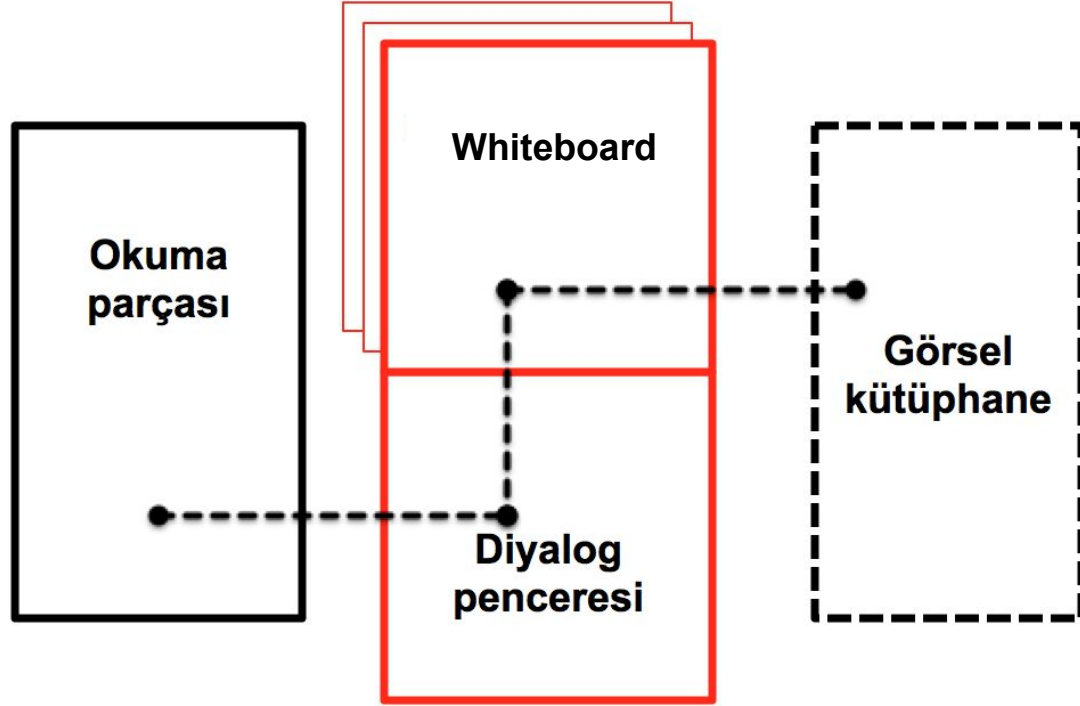 Okuma
parçası
Whiteboard
Diyalog
penceresi
Görsel
kütüphane